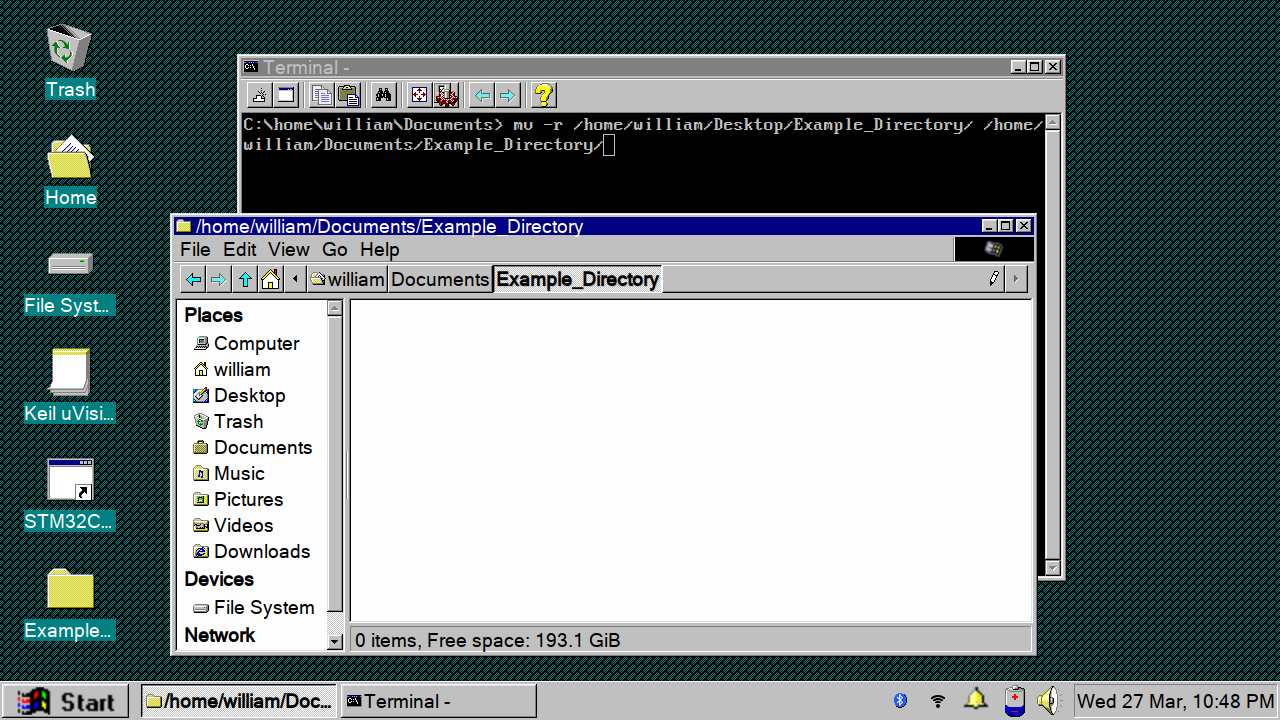 Trash
Home
File Syst...
Keil uVisi...
STM32C...
Example...
Terminal -
C:\home\william\Documents> mv -r /home/william/Desktop/Example_Directory/ /home/
william/Documents/Example_Directory/
/home/william/Documents/Example_Directory
File Edit View Go Help
william Documents Example_Directory
Places
Computer
william
Desktop
Trash
Documents
Music
Pictures
Videos
Downloads
Devices
File System
Network
0 items, Free space: 193.1 GiB
Start /home/william/Doc... Terminal - Wed 27 Mar, 10:48 PM